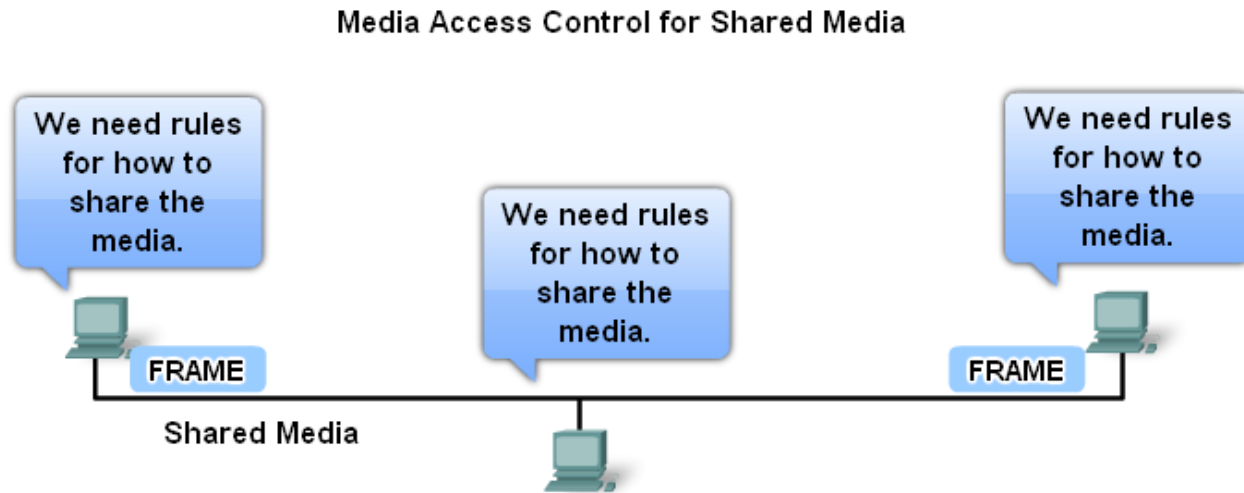 Media Access Control for Shared Media
We need rules
for how to
share the
media.
We need rules
for how to
share the
media.
We need rules
for how to
share the
media.
FRAME
FRAME
Shared Media